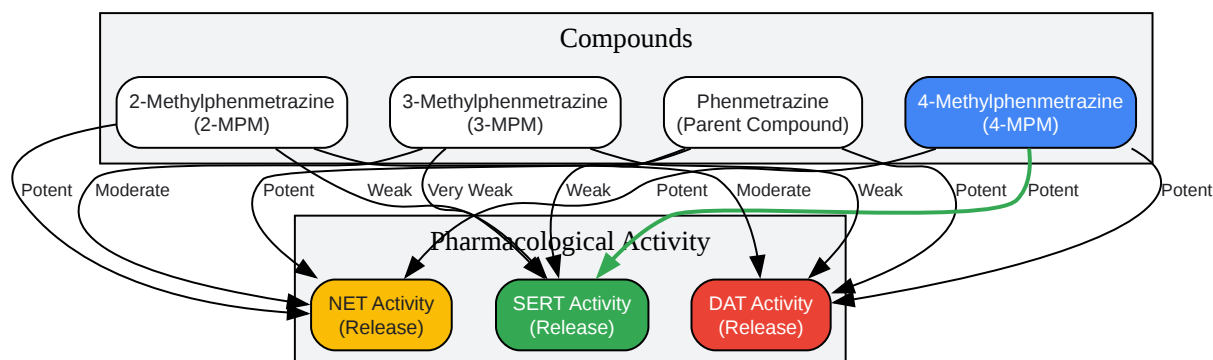 Compounds
2-Methylphenmetrazine
(2-MPM)
3-Methylphenmetrazine
(3-MPM)
Phenmetrazine
(Parent Compound)
4-Methylphenmetrazine
(4-MPM)
Potent
Moderate
Potent
Weak
Very Weak
Weak
Potent
Moderate
Weak
Potent
Potent
Potent
Pharmacological Activity
NET Activity
(Release)
SERT Activity
(Release)
DAT Activity
(Release)